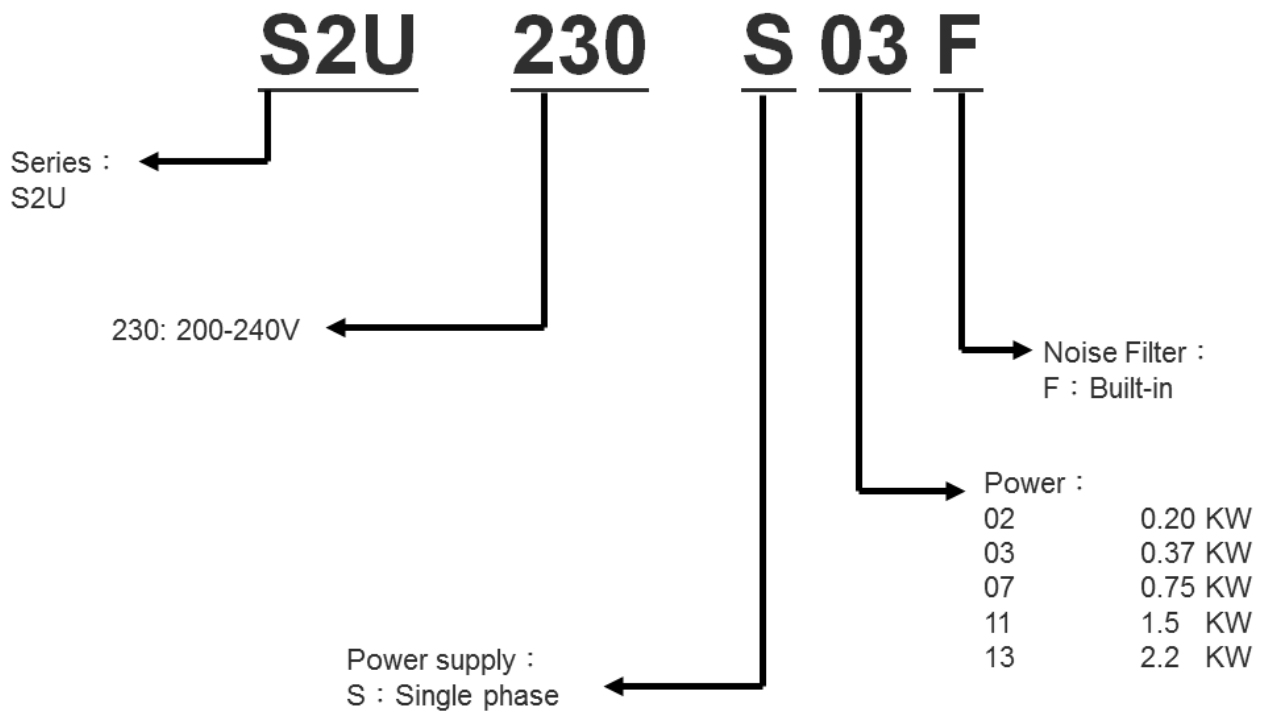 S2U 230 S 03 F
Series：
S2U
230: 200-240V
Noise Filter：
F：Built-in
Power：
02 0.20 KW
03 0.37 KW
07 0.75 KW
11 1.5 KW
13 2.2 KW
Power supply：
S：Single phase